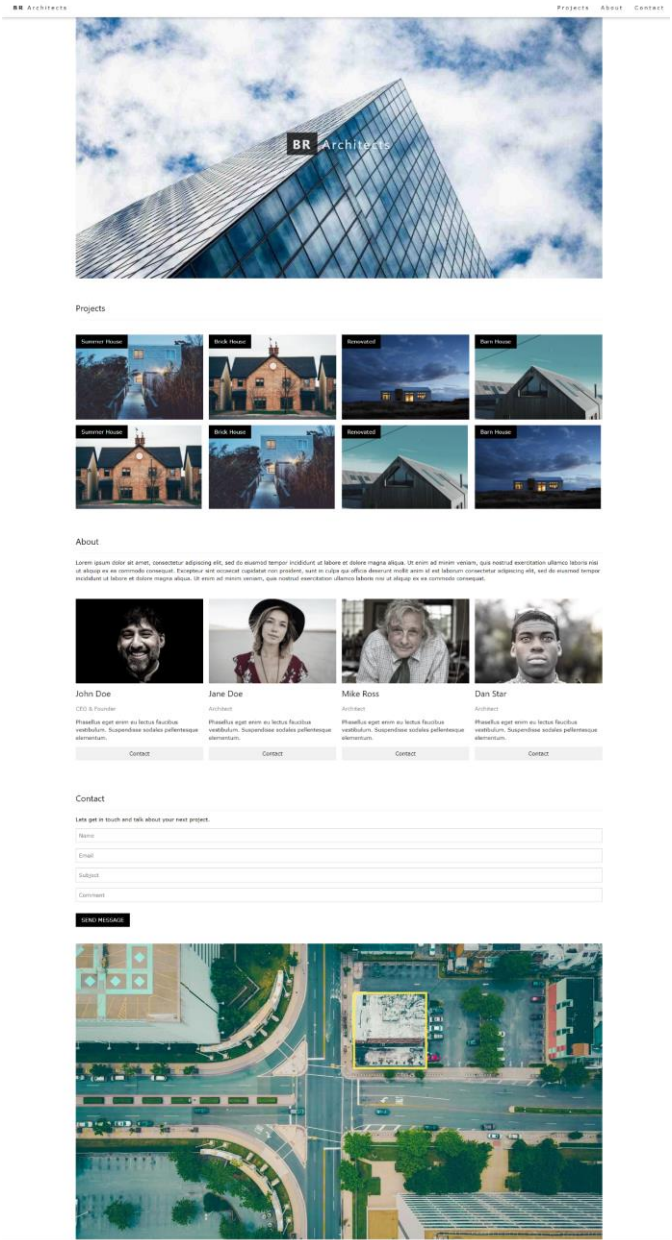 BR Architects
Projects About Contact
BR Architects
Projects
Summer House
Brick House
Renovated
Barn House
Summer House
Brick House
Renovated
Barn House
About
Lorem ipsum dolor sit amet, consectetur adipiscing elit, sed do eiusmod tempor incididunt ut labore et dolore magna aliqua. Ut enim ad minim veniam, quis nostrud exercitation ullamco laboris nisi
ut aliquip ex ea commodo consequat. Excepteur sint occaecat cupidatat non proident, sunt in culpa qui officia deserunt mollit anim id est laborum consectetur adipiscing elit, sed do eiusmod tempor
incididunt ut labore et dolore magna aliqua. Ut enim ad minim veniam, quis nostrud exercitation ullamco laboris nisi ut aliquip ex ea commodo consequat.
John Doe
CEO & Founder
Phasellus eget enim eu lectus faucibus
vestibulum. Suspendisse sodales pellentesque
elementum.
Contact
Jane Doe
Architect
Phasellus eget enim eu lectus faucibus
vestibulum. Suspendisse sodales pellentesque
elementum.
Contact
Mike Ross
Architect
Phasellus eget enim eu lectus faucibus
vestibulum. Suspendisse sodales pellentesque
elementum.
Contact
Dan Star
Architect
Phasellus eget enim eu lectus faucibus
vestibulum. Suspendisse sodales pellentesque
elementum.
Contact
Contact
Lets get in touch and talk about your next project.
Name
Email
Subject
Comment
SEND MESSAGE